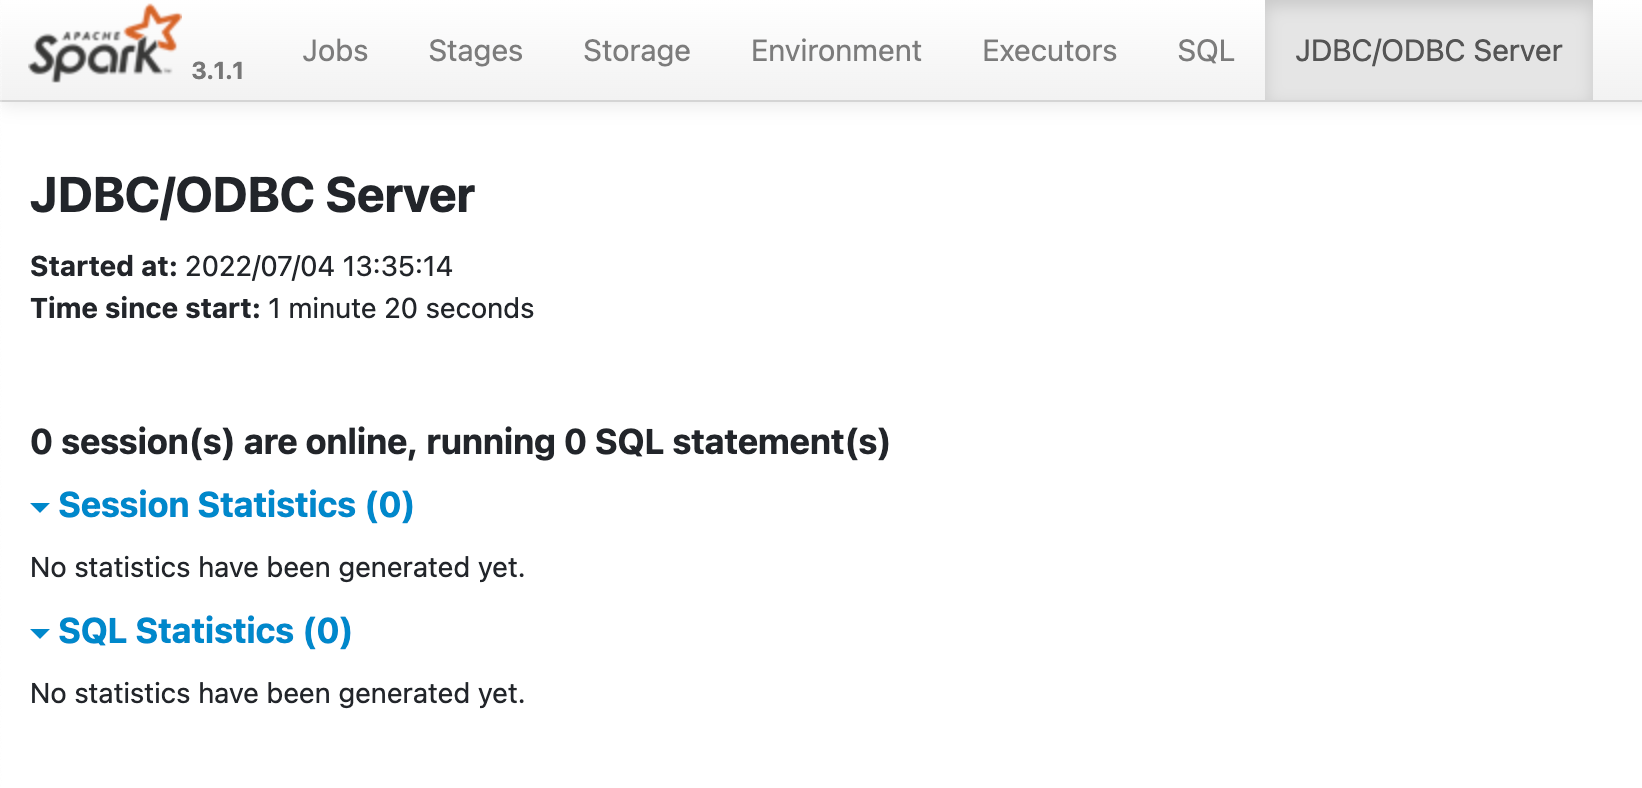 APACHE
Spark™ 3.1.1 Jobs Stages Storage Environment Executors SQL JDBC/ODBC Server
JDBC/ODBC Server
Started at: 2022/07/04 13:35:14
Time since start: 1 minute 20 seconds
0 session(s) are online, running 0 SQL statement(s)
Session Statistics (0)
No statistics have been generated yet.
SQL Statistics (0)
No statistics have been generated yet.